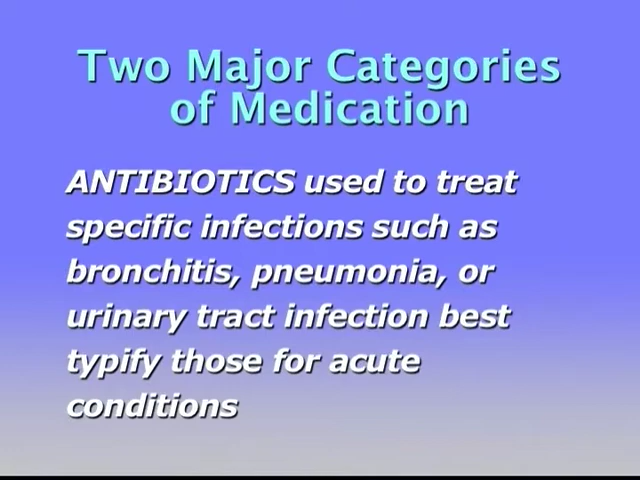 Two Major Categories
of Medication
ANTIBIOTICS used to treat
specific infections such as
bronchitis, pneumonia, or
urinary tract infection best
typify those for acute
conditions